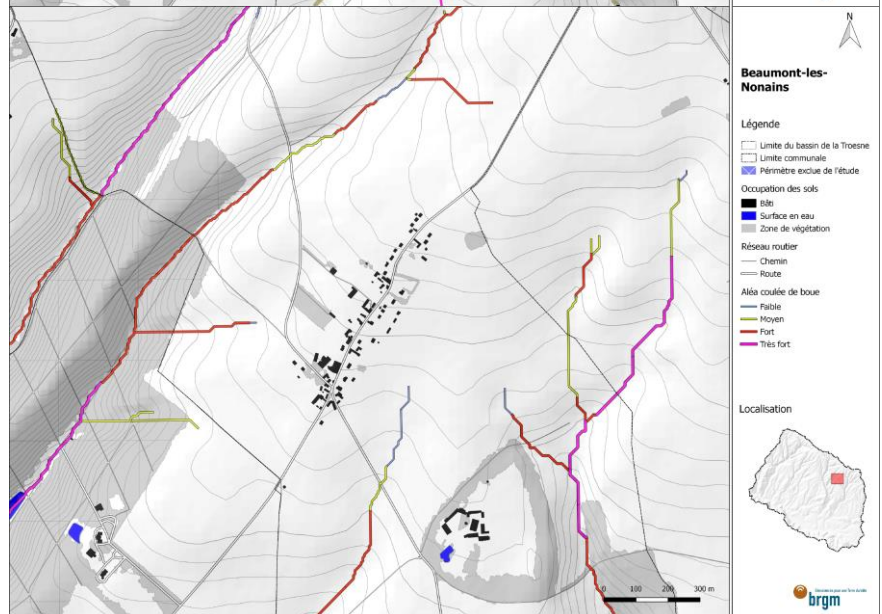 N
Beaumont-les-
Nonains
Légende
Limite du bassin de la Troesne
Limite communale
Périmètre exclue de l'étude
Occupation des sols
Bâti
Surface en eau
Zone de végétation
Réseau routier
Chemin
Route
Aléa coulée de boue
Faible
Moyen
Fort
Très fort
Localisation
0 100 200 300 m
brgm